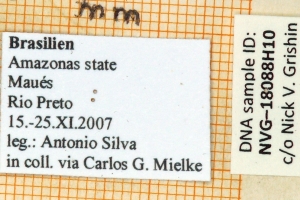 mm
Brasilien
Amazonas state
Maués
Rio Preto
15.-25.XI.2007
leg.: Antonio Silva
in coll. via Carlos G. Mielke
DNA sample ID:
NVG–18088H10
c/o Nick V. Grishin